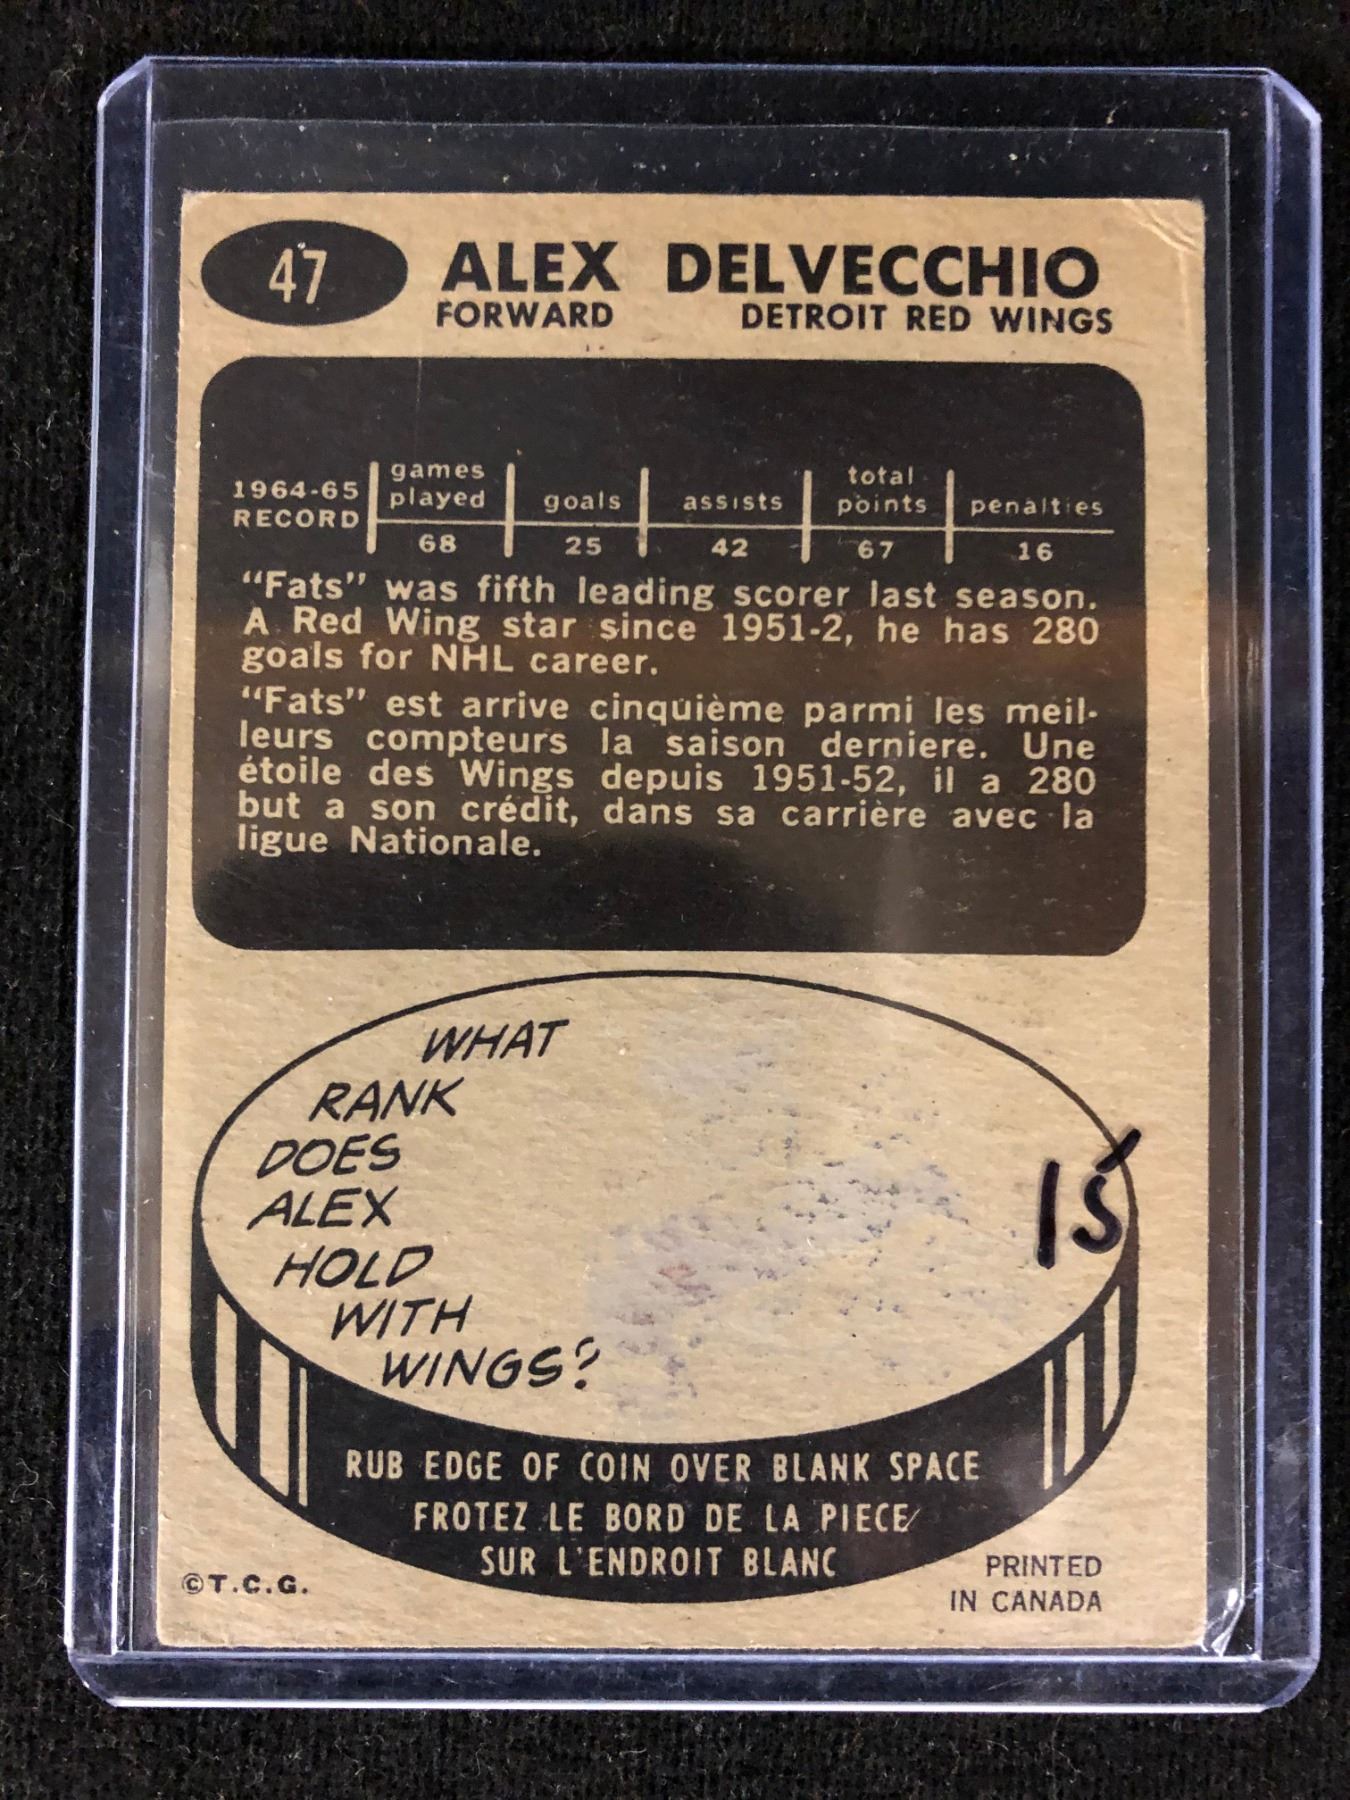 47 ALEX DELVECCHIO
FORWARD DETROIT RED WINGS
1964-65 RECORD games played goals assists total points penalties
68 25 42 67 16
“Fats” was fifth leading scorer last season.
A Red Wing star since 1951-2, he has 280
goals for NHL career.
“Fats” est arrive cinquième parmi les meil-
leurs compteurs la saison derniere. Une
étoile des Wings depuis 1951-52, il a 280
but a son crédit, dans sa carrière avec la
ligue Nationale.
WHAT
RANK
DOES
ALEX
HOLD
WITH
WINGS?
15
RUB EDGE OF COIN OVER BLANK SPACE
FROTEZ LE BORD DE LA PIECE
SUR L'ENDROIT BLANC
©T.C.G.
PRINTED
IN CANADA